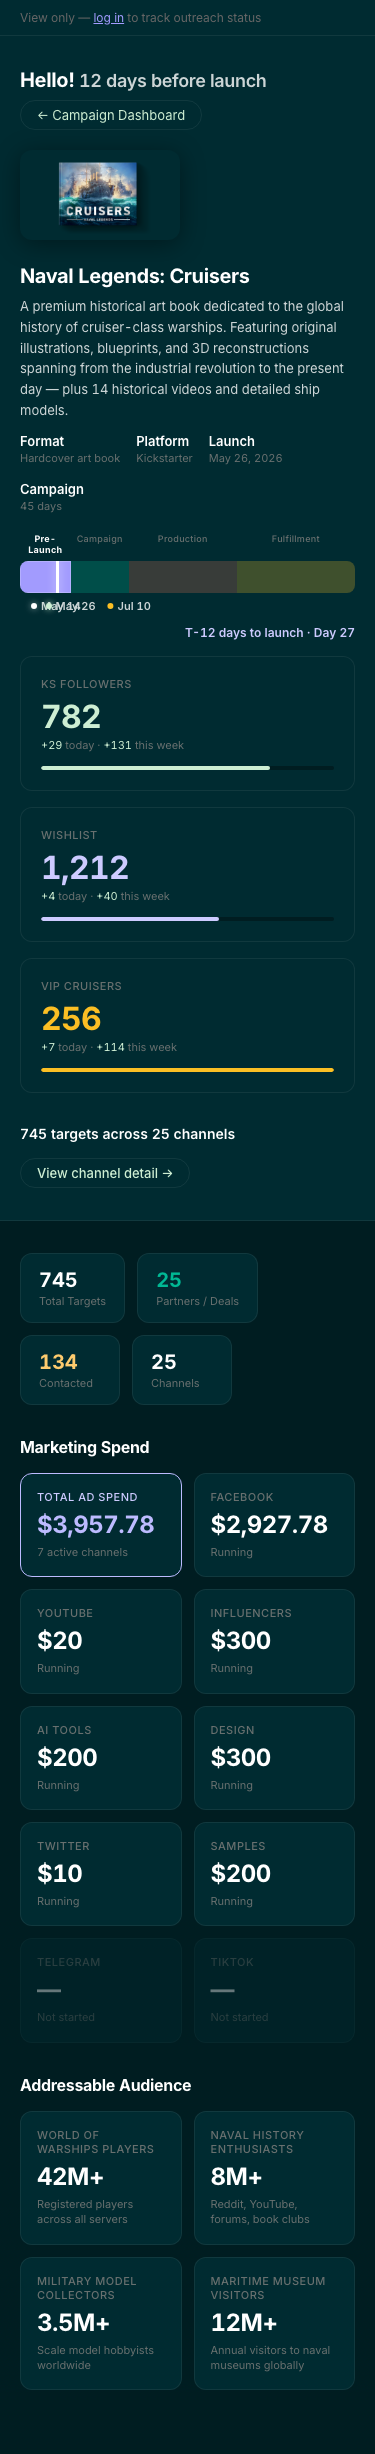 View only — log in to track outreach status
Hello! 12 days before launch
← Campaign Dashboard
CRUISERS
Naval Legends: Cruisers
A premium historical art book dedicated to the global
history of cruiser-class warships. Featuring original
illustrations, blueprints, and 3D reconstructions
spanning from the industrial revolution to the present
day — plus 14 historical videos and detailed ship
models.
Format Platform Launch
Hardcover art book Kickstarter May 26, 2026
Campaign
45 days
Pre-
Launch Campaign Production Fulfillment
May 14 26 Jul 10
T-12 days to launch · Day 27
KS FOLLOWERS
782
+29 today · +131 this week
WISHLIST
1,212
+4 today · +40 this week
VIP CRUISERS
256
+7 today · +114 this week
745 targets across 25 channels
View channel detail →
745 25
Total Targets Partners / Deals
134 25
Contacted Channels
Marketing Spend
TOTAL AD SPEND FACEBOOK
$3,957.78 $2,927.78
7 active channels Running
YOUTUBE INFLUENCERS
$20 $300
Running Running
AI TOOLS DESIGN
$200 $300
Running Running
TWITTER SAMPLES
$10 $200
Running Running
TELEGRAM TIKTOK
— —
Not started Not started
Addressable Audience
WORLD OF NAVAL HISTORY
WARSHIPS PLAYERS ENTHUSIASTS
42M+ 8M+
Registered players Reddit, YouTube,
across all servers forums, book clubs
MILITARY MODEL MARITIME MUSEUM
COLLECTORS VISITORS
3.5M+ 12M+
Scale model hobbyists Annual visitors to naval
worldwide museums globally